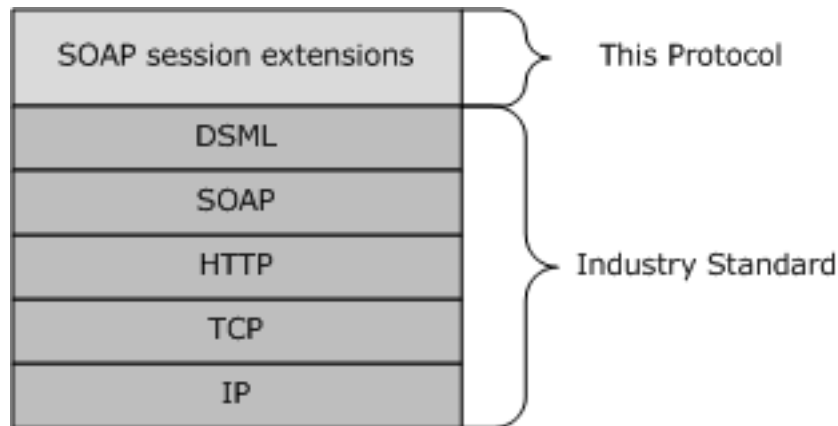 SOAP session extensions
This Protocol
DSML
SOAP
HTTP
Industry Standard
TCP
IP